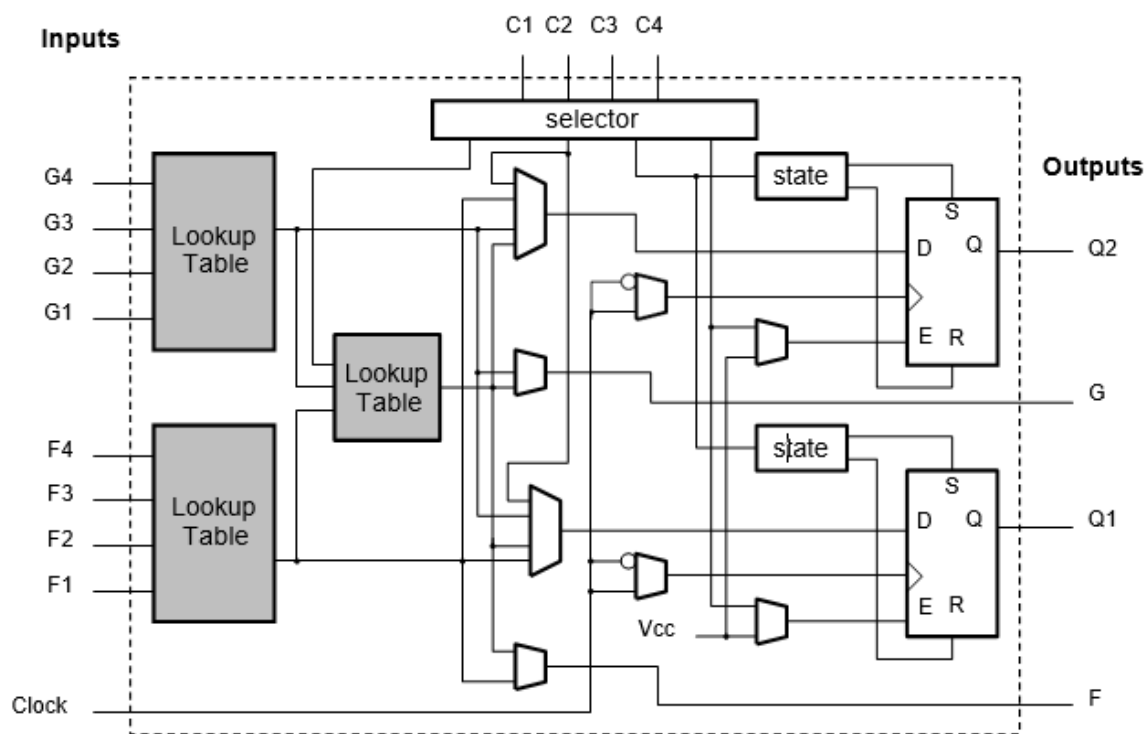 Inputs
C1 C2 C3 C4
selector
G4
G3
G2
G1
Lookup
Table
state
Outputs
S
D Q
E R
Q2
Lookup
Table
G
F4
F3
F2
F1
Lookup
Table
state
S
D Q
E R
Q1
Vcc
Clock
F